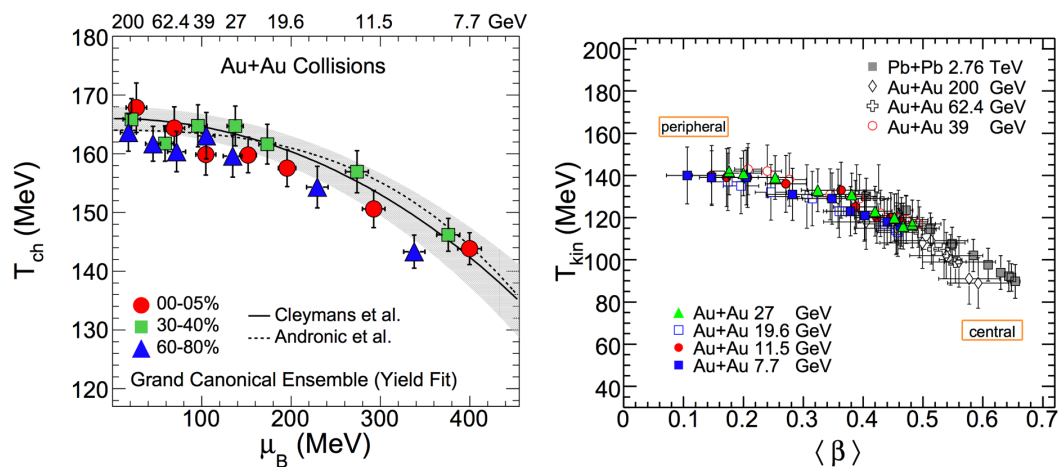 200 62.4 39 27 19.6 11.5 7.7 GeV
180
170
160
150
140
130
120
T_ch (MeV)
Au+Au Collisions
00-05%
30-40%
60-80%
Cleymans et al.
Andronic et al.
Grand Canonical Ensemble (Yield Fit)
0 100 200 300 400
μ_B (MeV)
200
180
160
140
120
100
80
60
40
T_kin (MeV)
Pb+Pb 2.76 TeV
Au+Au 200 GeV
Au+Au 62.4 GeV
Au+Au 39 GeV
peripheral
central
Au+Au 27 GeV
Au+Au 19.6 GeV
Au+Au 11.5 GeV
Au+Au 7.7 GeV
0 0.1 0.2 0.3 0.4 0.5 0.6 0.7
⟨ β ⟩